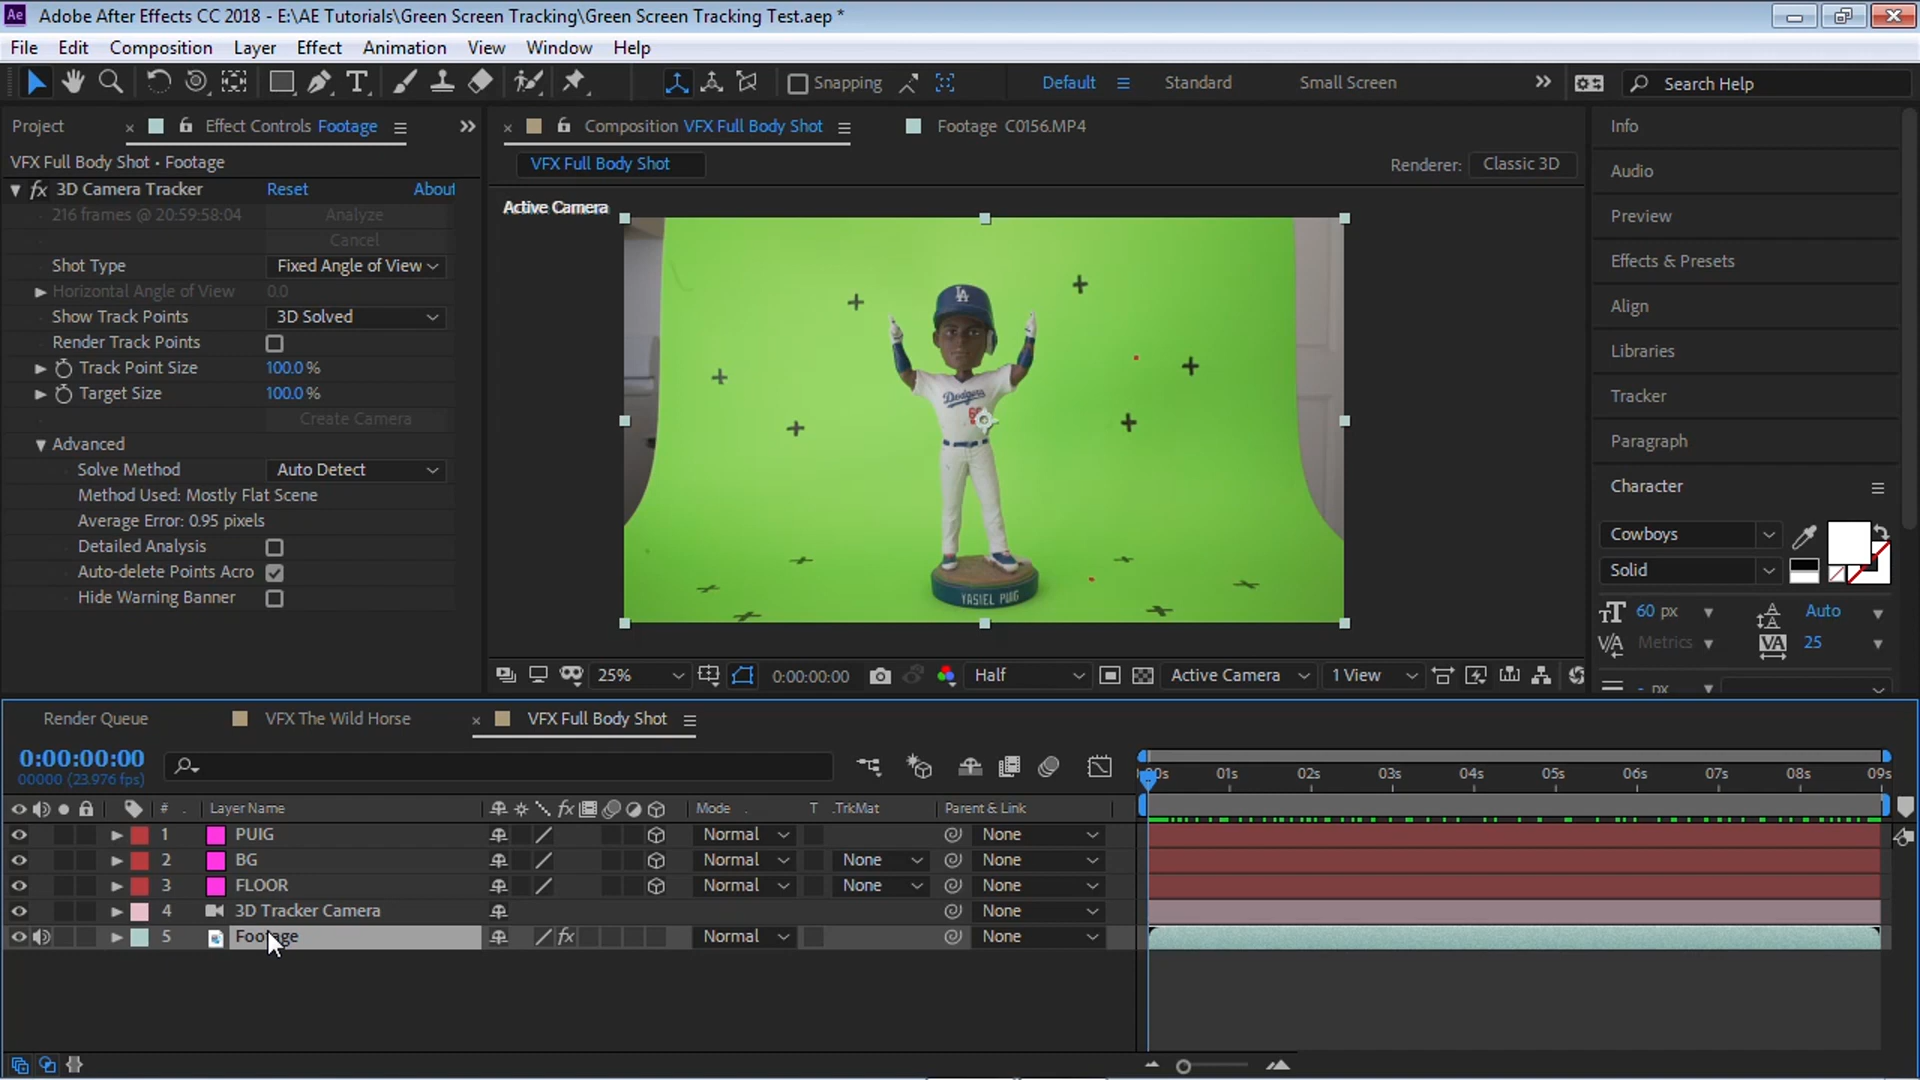 Ae Adobe After Effects CC 2018 - E:\AE Tutorials\Green Screen Tracking\Green Screen Tracking Test.aep *
File Edit Composition Layer Effect Animation View Window Help
Snapping Default Standard Small Screen Search Help
Project Effect Controls Footage
VFX Full Body Shot • Footage
fx 3D Camera Tracker Reset About
216 frames @ 20:59:58:04 Analyze
Cancel
Shot Type Fixed Angle of View
Horizontal Angle of View 0.0
Show Track Points 3D Solved
Render Track Points
Track Point Size 100.0 %
Target Size 100.0 %
Create Camera
Advanced
Solve Method Auto Detect
Method Used: Mostly Flat Scene
Average Error: 0.95 pixels
Detailed Analysis
Auto-delete Points Acro
Hide Warning Banner
Composition VFX Full Body Shot Footage C0156.MP4
VFX Full Body Shot Renderer: Classic 3D
Active Camera
LA
Dodgers
YASIEL PUIG
25% 0:00:00:00 Half Active Camera 1 View
Info
Audio
Preview
Effects & Presets
Align
Libraries
Tracker
Paragraph
Character
Cowboys
Solid
60 px Auto
Metrics 25
- px
Render Queue VFX The Wild Horse VFX Full Body Shot
0:00:00:00
00000 (23.976 fps)
01s 02s 03s 04s 05s 06s 07s 08s 09s
# Layer Name fx Mode T .TrkMat Parent & Link
1 PUIG Normal None
2 BG Normal None None
3 FLOOR Normal None None
4 3D Tracker Camera None
5 Footage fx Normal None